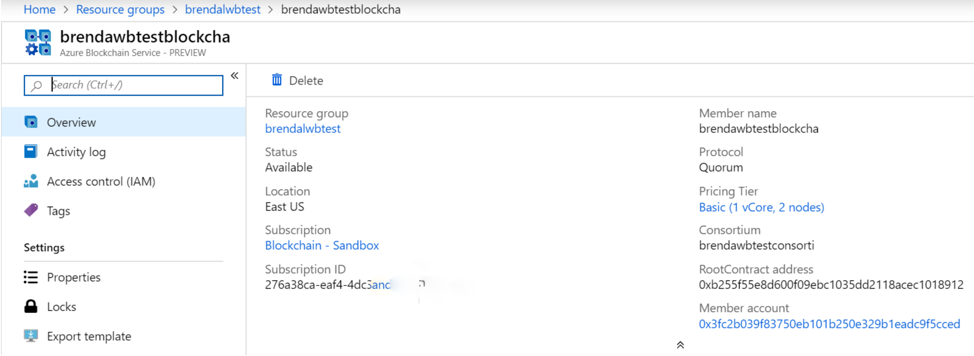 Home > Resource groups > brendalwbtest > brendawbtestblockcha
brendawbtestblockcha
Azure Blockchain Service - PREVIEW
Search (Ctrl+/)
«
Delete
Overview
Activity log
Access control (IAM)
Tags
Settings
Properties
Locks
Export template
Resource group
brendalwbtest
Status
Available
Location
East US
Subscription
Blockchain - Sandbox
Subscription ID
276a38ca-eaf4-4dc
Member name
brendawbtestblockcha
Protocol
Quorum
Pricing Tier
Basic (1 vCore, 2 nodes)
Consortium
brendawbtestconsorti
RootContract address
0xb255f55e8d600f09ebc1035dd2118acec1018912
Member account
0x3fc2b039f83750eb101b250e329b1eadc9f5cced